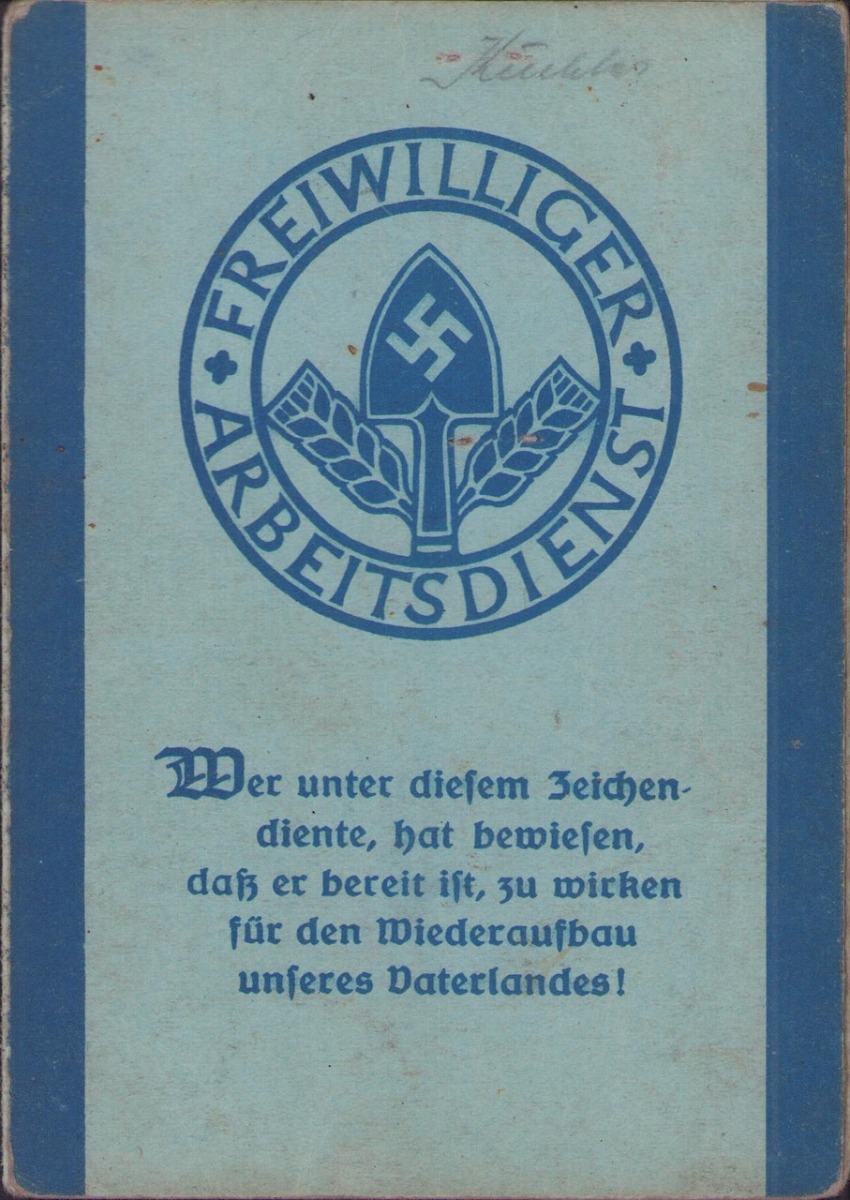 FREIWILLIGER
ARBEITSDIENST
Wer unter diesem Zeichen-
diente, hat bewiesen,
daß er bereit ist, zu wirken
für den Wiederaufbau
unseres Vaterlandes!